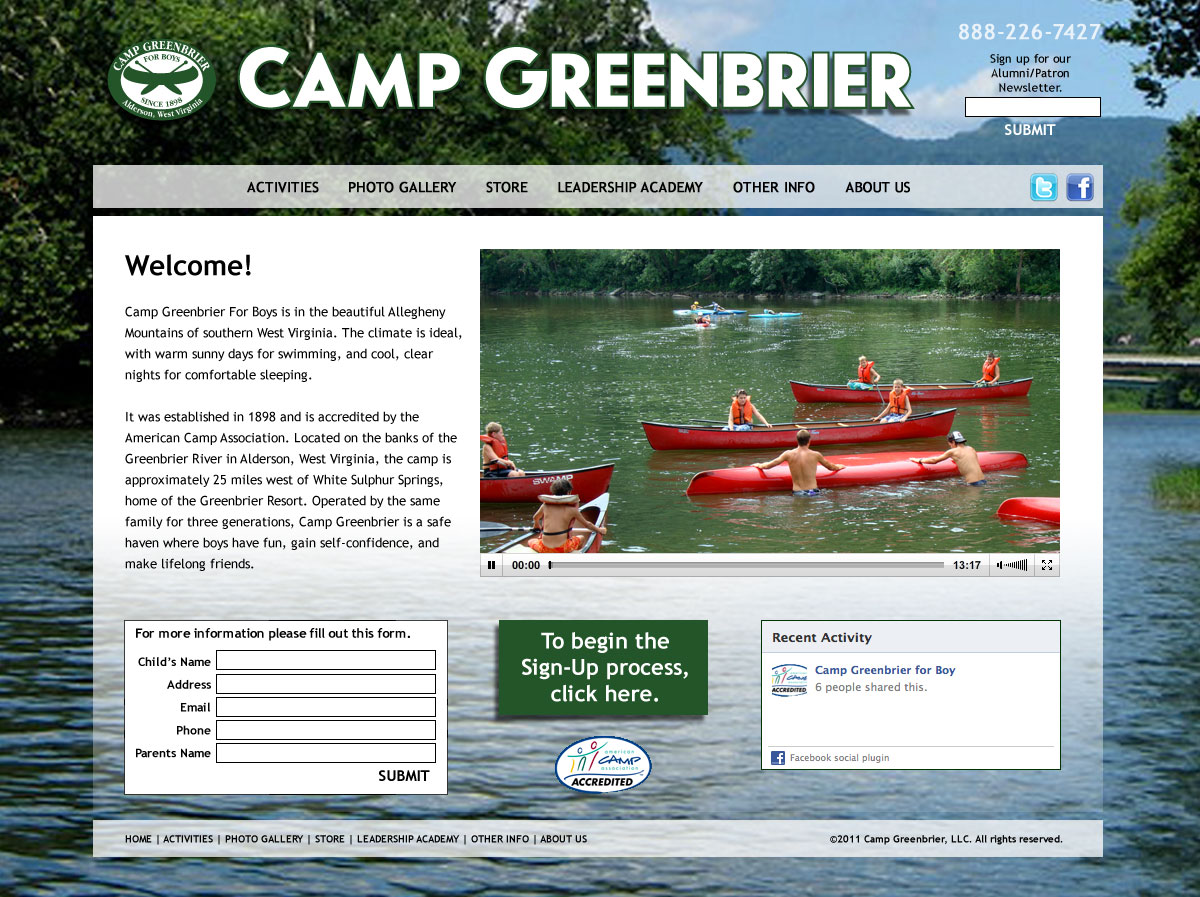 CAMP GREENBRIER
FOR BOYS
SINCE 1898
Alderson, West Virginia
CAMP GREENBRIER
888-226-7427
Sign up for our
Alumni/Patron
Newsletter.
SUBMIT
ACTIVITIES PHOTO GALLERY STORE LEADERSHIP ACADEMY OTHER INFO ABOUT US
Welcome!
Camp Greenbrier For Boys is in the beautiful Allegheny
Mountains of southern West Virginia. The climate is ideal,
with warm sunny days for swimming, and cool, clear
nights for comfortable sleeping.
It was established in 1898 and is accredited by the
American Camp Association. Located on the banks of the
Greenbrier River in Alderson, West Virginia, the camp is
approximately 25 miles west of White Sulphur Springs,
home of the Greenbrier Resort. Operated by the same
family for three generations, Camp Greenbrier is a safe
haven where boys have fun, gain self-confidence, and
make lifelong friends.
SWAMP
00:00 13:17
For more information please fill out this form.
Child's Name
Address
Email
Phone
Parents Name
SUBMIT
To begin the
Sign-Up process,
click here.
american
CAMP
association
ACCREDITED
Recent Activity
CAMP
ACCREDITED
Camp Greenbrier for Boy
6 people shared this.
Facebook social plugin
HOME | ACTIVITIES | PHOTO GALLERY | STORE | LEADERSHIP ACADEMY | OTHER INFO | ABOUT US
©2011 Camp Greenbrier, LLC. All rights reserved.